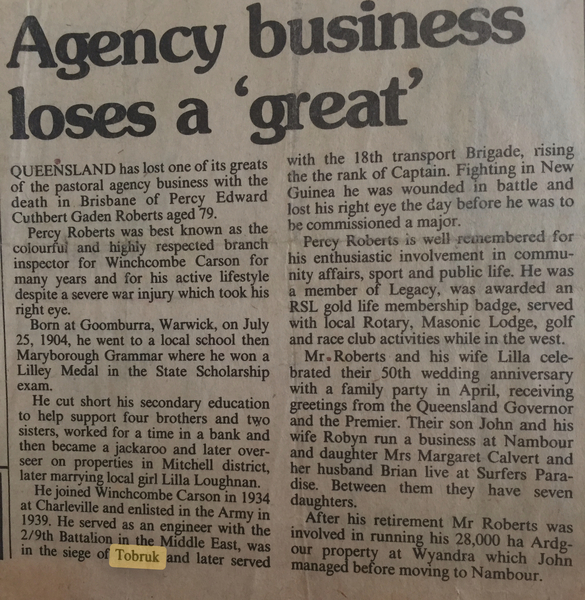 Agency business
loses a ‘great’
QUEENSLAND has lost one of its greats
of the pastoral agency business with the
death in Brisbane of Percy Edward
Cuthbert Gaden Roberts aged 79.
Percy Roberts was best known as the
colourful and highly respected branch
inspector for Winchcombe Carson for
many years and for his active lifestyle
despite a severe war injury which took his
right eye.
Born at Goomburra, Warwick, on July
25, 1904, he went to a local school then
Maryborough Grammar where he won a
Lilley Medal in the State Scholarship
exam.
He cut short his secondary education
to help support four brothers and two
sisters, worked for a time in a bank and
then became a jackaroo and later over-
seer on properties in Mitchell district,
later marrying local girl Lilla Loughnan.
He joined Winchcombe Carson in 1934
at Charleville and enlisted in the Army in
1939. He served as an engineer with the
2/9th Battalion in the Middle East, was
in the siege of Tobruk and later served
with the 18th transport Brigade, rising
the the rank of Captain. Fighting in New
Guinea he was wounded in battle and
lost his right eye the day before he was to
be commissioned a major.
Percy Roberts is well remembered for
his enthusiastic involvement in commu-
nity affairs, sport and public life. He was
a member of Legacy, was awarded an
RSL gold life membership badge, served
with local Rotary, Masonic Lodge, golf
and race club activities while in the west.
Mr. Roberts and his wife Lilla cele-
brated their 50th wedding anniversary
with a family party in April, receiving
greetings from the Queensland Governor
and the Premier. Their son John and his
wife Robyn run a business at Nambour
and daughter Mrs Margaret Calvert and
her husband Brian live at Surfers Para-
dise. Between them they have seven
daughters.
After his retirement Mr Roberts was
involved in running his 28,000 ha Ardg-
our property at Wyandra which John
managed before moving to Nambour.